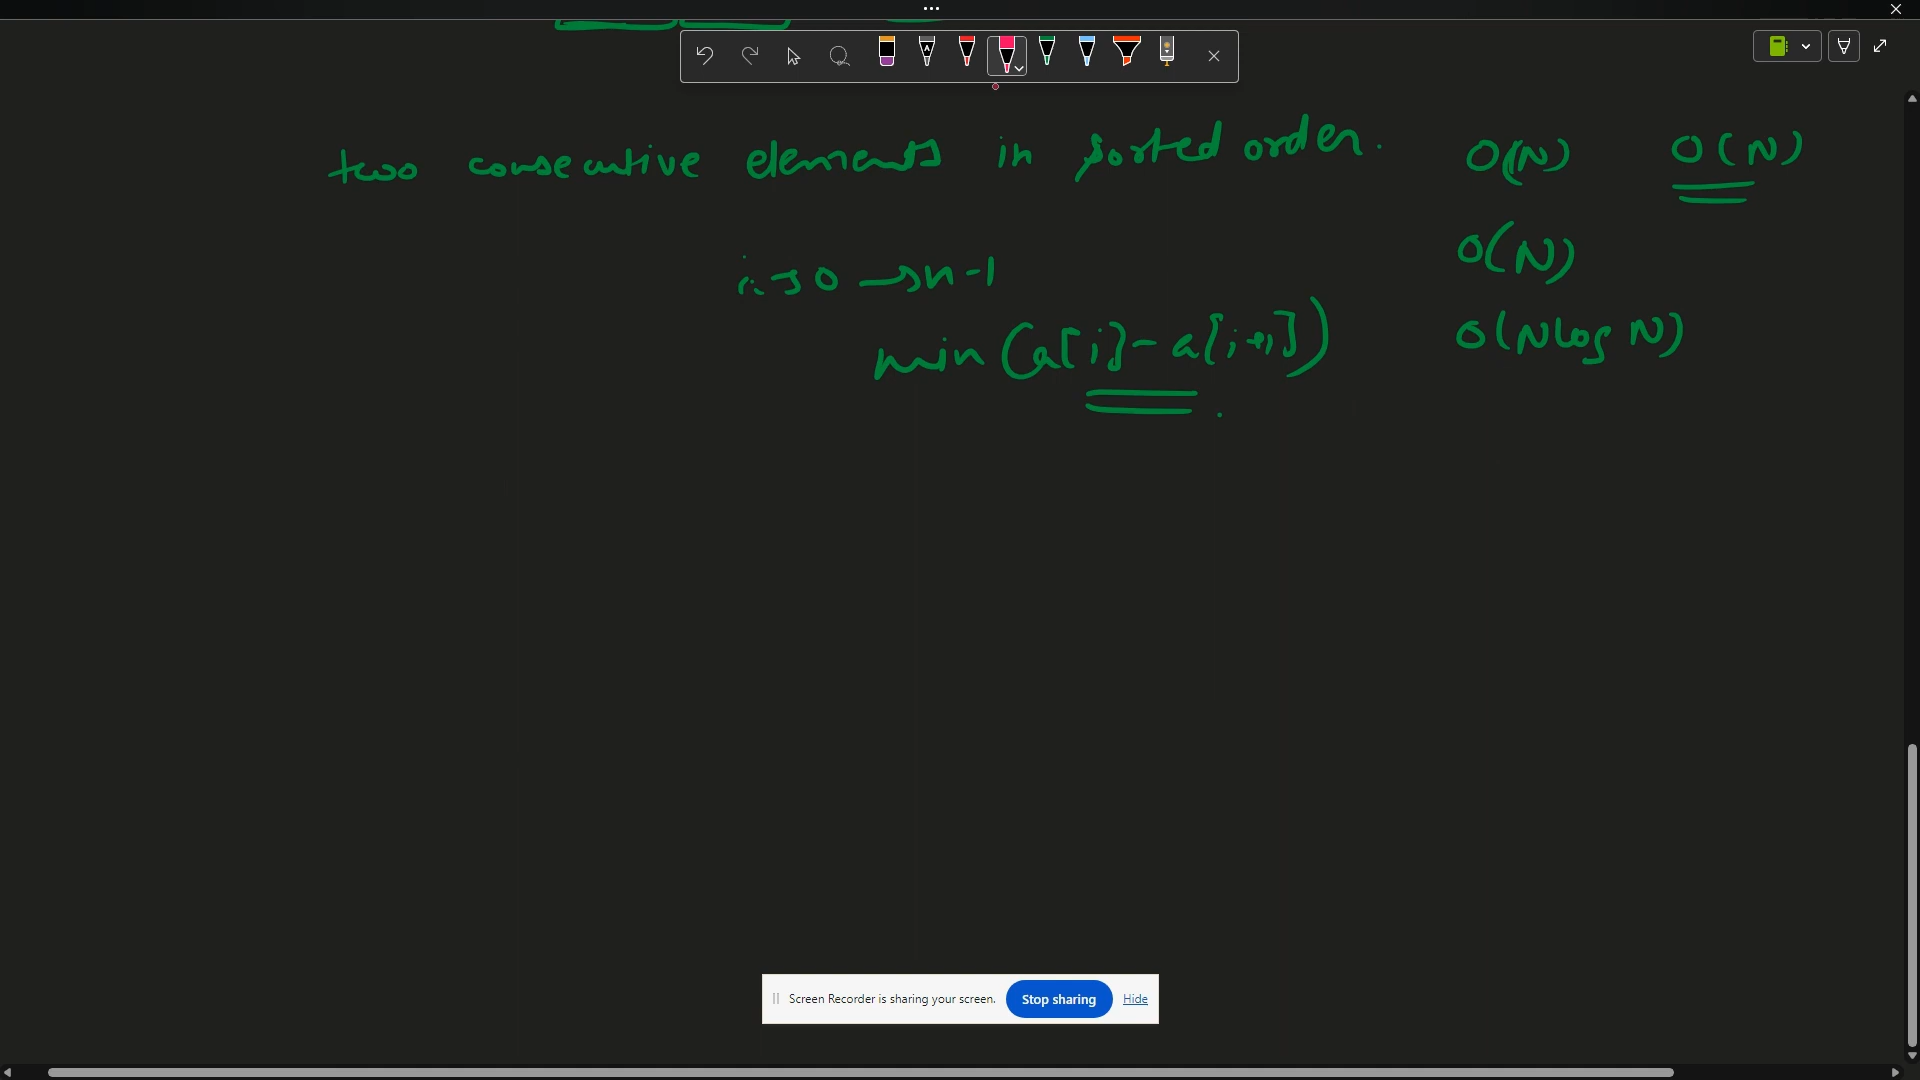 two consecutive elements in sorted order. O(N) O(N)
i → 0 → n-1 O(N)
min (a[i] - a[i+1]) O(N log N)
Screen Recorder is sharing your screen. Stop sharing Hide